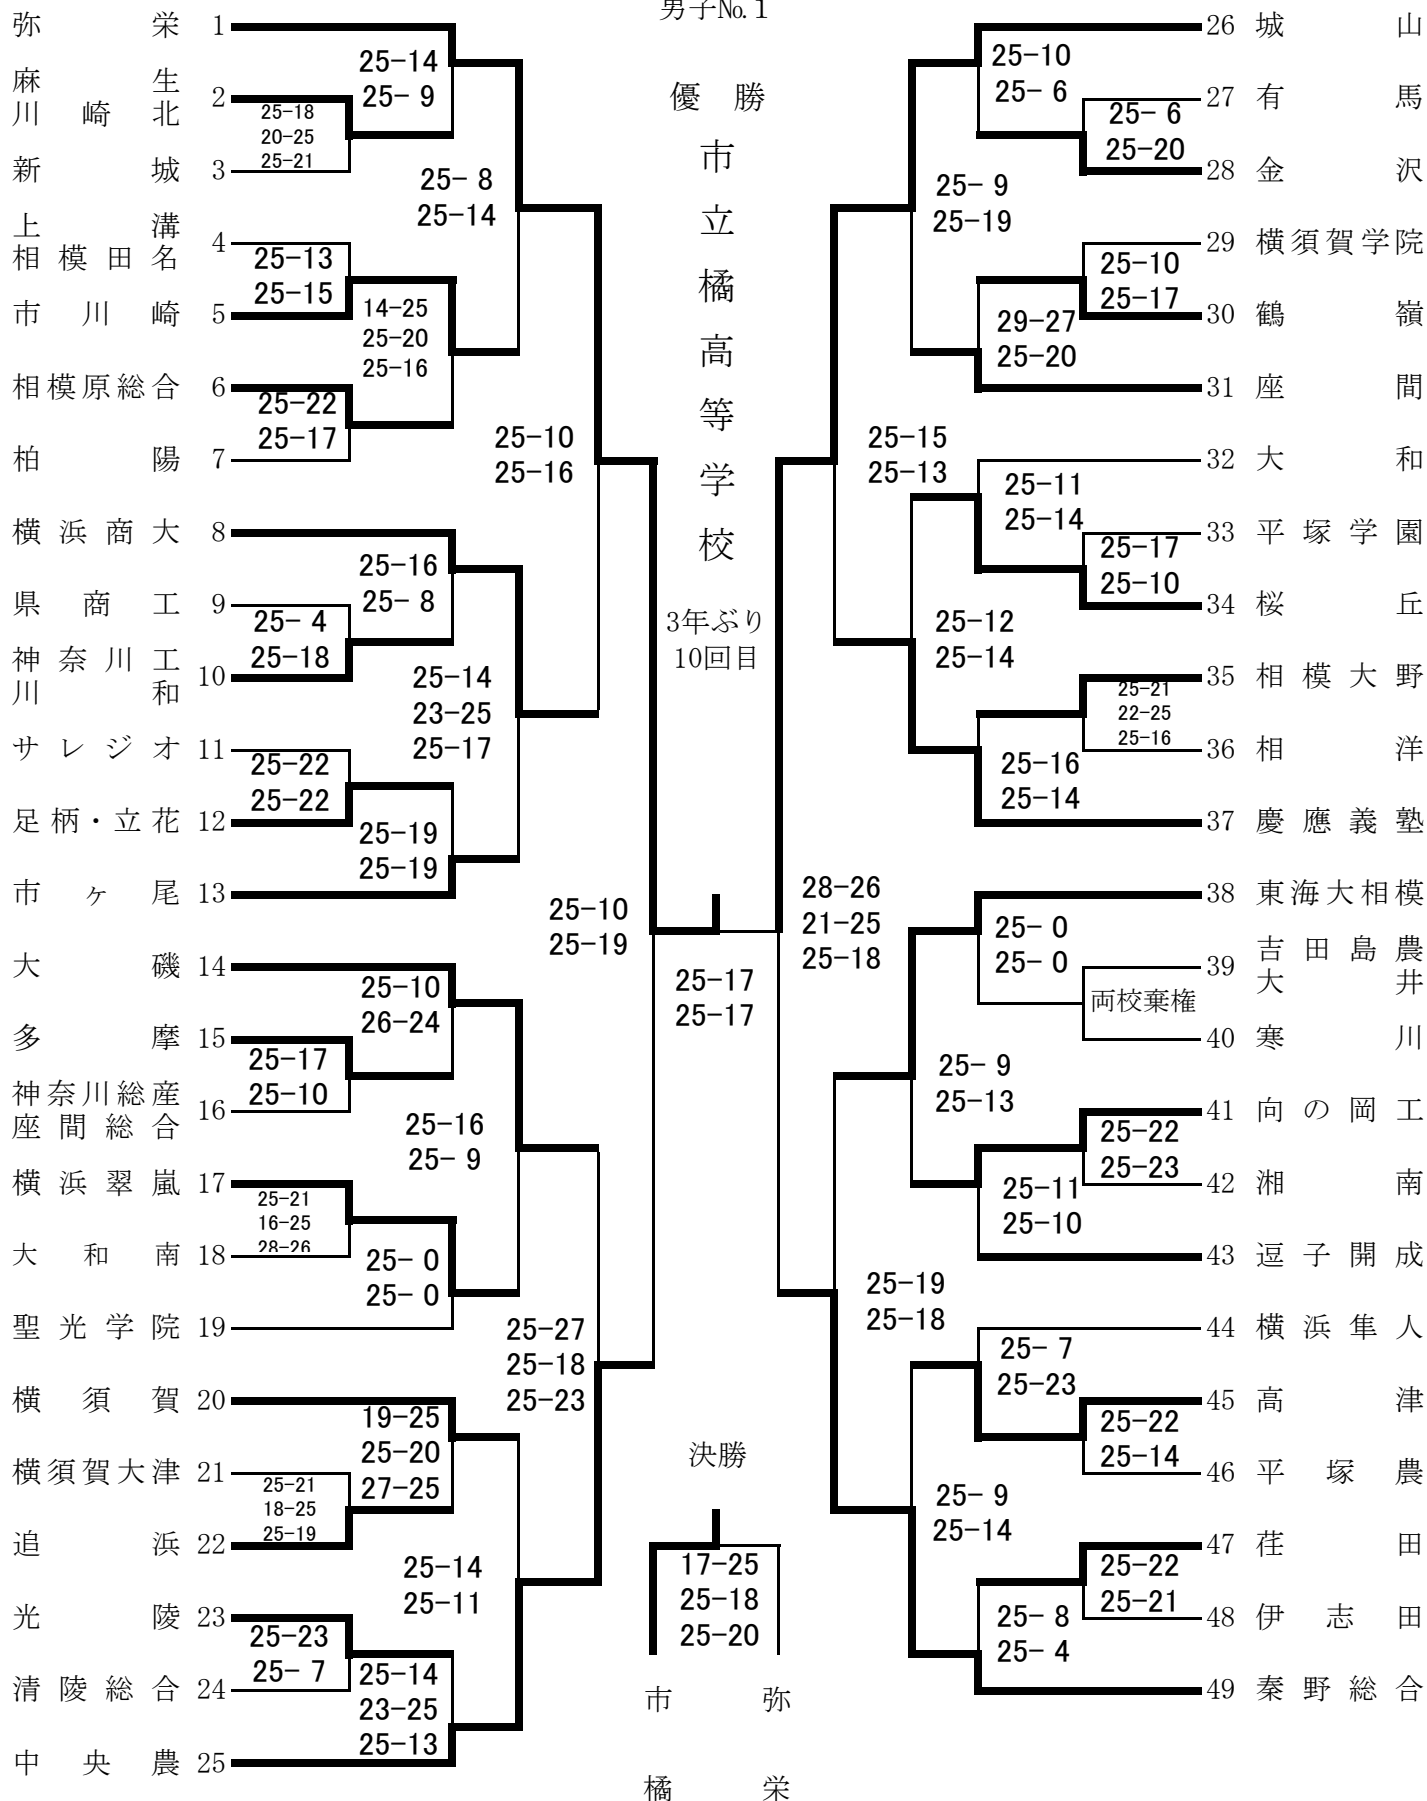 男子№1
優勝
市立橘高等学校
3年ぶり
10回目
弥栄 1
麻生
川崎北 2
新城 3
上溝
相模田名 4
市川崎 5
相模原総合 6
柏陽 7
横浜商大 8
県商工 9
神奈川工
川和 10
サレジオ 11
足柄・立花 12
市ヶ尾 13
大磯 14
多摩 15
神奈川総産
座間総合 16
横浜翠嵐 17
大和南 18
聖光学院 19
横須賀 20
横須賀大津 21
追浜 22
光陵 23
清陵総合 24
中央農 25
25-14
25- 9
25-18
20-25
25-21
25- 8
25-14
25-13
25-15
14-25
25-20
25-16
25-22
25-17
25-10
25-16
25-16
25- 8
25- 4
25-18
25-14
23-25
25-17
25-22
25-22
25-19
25-19
25-10
25-19
25-10
26-24
25-17
25-10
25-16
25- 9
25-21
16-25
28-26
25- 0
25- 0
25-27
25-18
25-23
19-25
25-20
27-25
25-21
18-25
25-19
25-14
25-11
25-23
25- 7
25-14
23-25
25-13
25-17
25-17
決勝
17-25
25-18
25-20
市橘
弥栄
26 城山
27 有馬
28 金沢
29 横須賀学院
30 鶴嶺
31 座間
32 大和
33 平塚学園
34 桜丘
35 相模大野
36 相洋
37 慶應義塾
38 東海大相模
39 吉田島農
大井
40 寒川
41 向の岡工
42 湘南
43 逗子開成
44 横浜隼人
45 高津
46 平塚農
47 荏田
48 伊志田
49 秦野総合
25-10
25- 6
25- 6
25-20
25- 9
25-19
25-10
25-17
29-27
25-20
25-15
25-13
25-11
25-14
25-17
25-10
25-12
25-14
25-21
22-25
25-16
25-16
25-14
28-26
21-25
25-18
25- 0
25- 0
両校棄権
25- 9
25-13
25-22
25-23
25-11
25-10
25-19
25-18
25- 7
25-23
25-22
25-14
25- 9
25-14
25-22
25-21
25- 8
25- 4